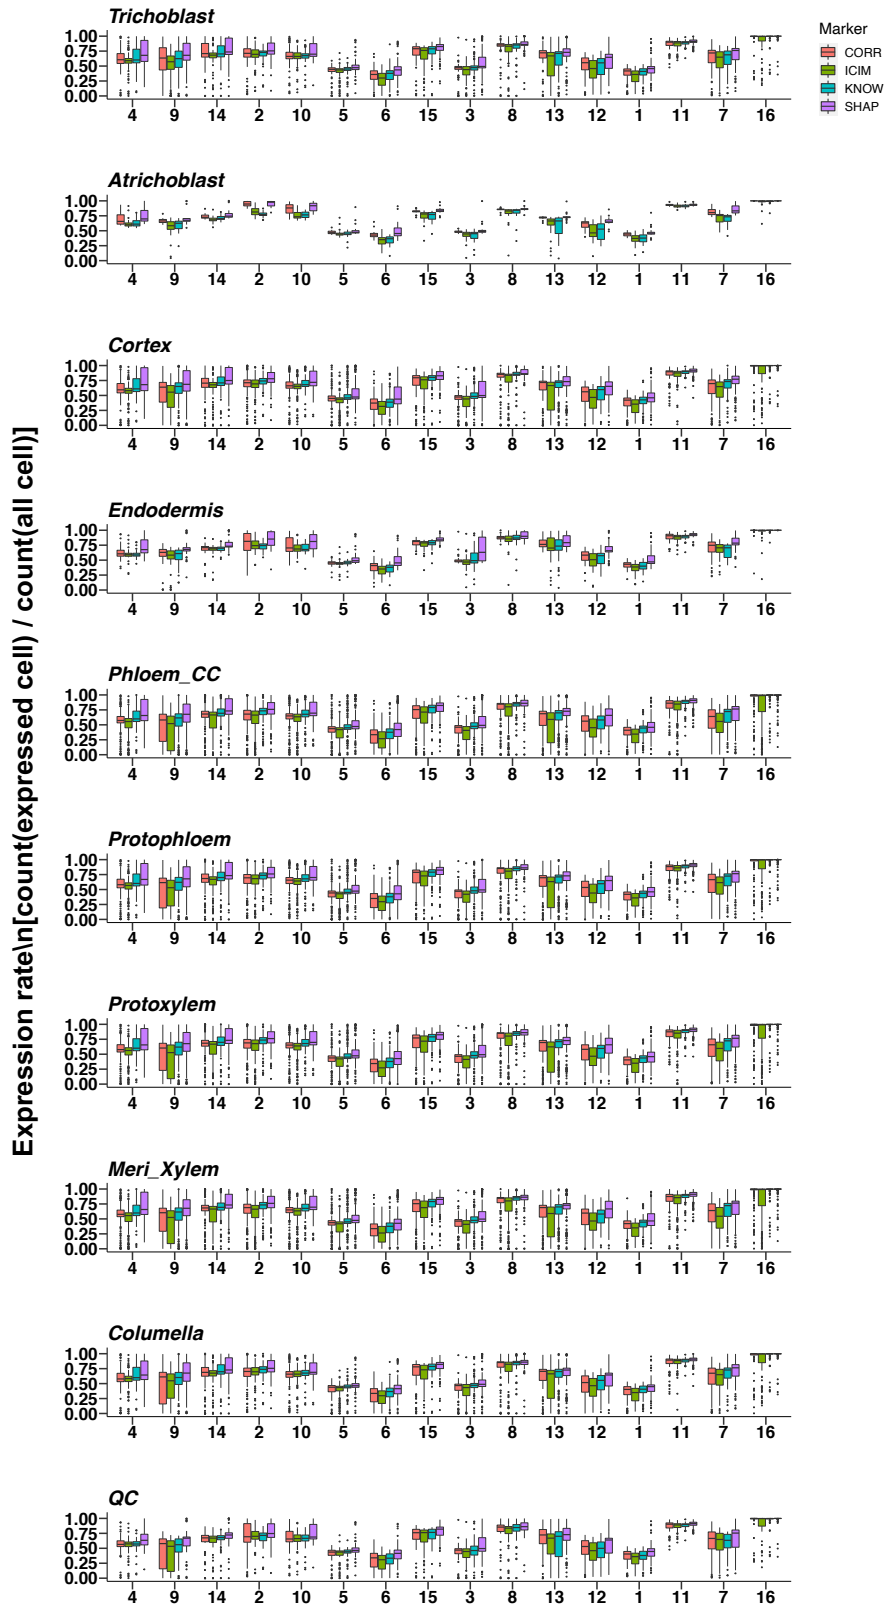 Trichoblast
Marker
CORR
ICIM
KNOW
SHAP
1.00
0.75
0.50
0.25
0.00
4 9 14 2 10 5 6 15 3 8 13 12 1 11 7 16
Atrichoblast
1.00
0.75
0.50
0.25
0.00
4 9 14 2 10 5 6 15 3 8 13 12 1 11 7 16
Cortex
1.00
0.75
0.50
0.25
0.00
4 9 14 2 10 5 6 15 3 8 13 12 1 11 7 16
Endodermis
1.00
0.75
0.50
0.25
0.00
4 9 14 2 10 5 6 15 3 8 13 12 1 11 7 16
Expression rate\n[count(expressed cell) / count(all cell)]
Phloem_CC
1.00
0.75
0.50
0.25
0.00
4 9 14 2 10 5 6 15 3 8 13 12 1 11 7 16
Protophloem
1.00
0.75
0.50
0.25
0.00
4 9 14 2 10 5 6 15 3 8 13 12 1 11 7 16
Protoxylem
1.00
0.75
0.50
0.25
0.00
4 9 14 2 10 5 6 15 3 8 13 12 1 11 7 16
Meri_Xylem
1.00
0.75
0.50
0.25
0.00
4 9 14 2 10 5 6 15 3 8 13 12 1 11 7 16
Columella
1.00
0.75
0.50
0.25
0.00
4 9 14 2 10 5 6 15 3 8 13 12 1 11 7 16
QC
1.00
0.75
0.50
0.25
0.00
4 9 14 2 10 5 6 15 3 8 13 12 1 11 7 16